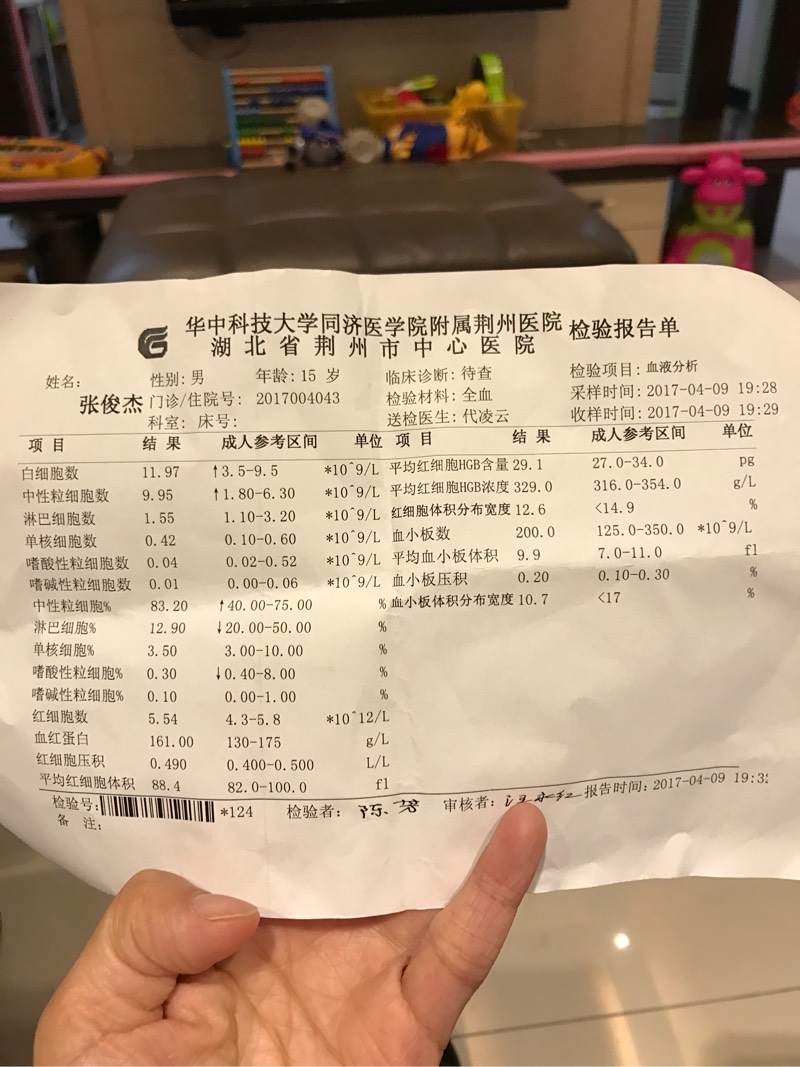 华中科技大学同济医学院附属荆州医院 检验报告单
湖北省荆州市中心医院
姓名: 张俊杰 性别: 男 年龄: 15 岁 临床诊断: 待查 检验项目: 血液分析
门诊/住院号: 2017004043 检验材料: 全血 采样时间: 2017-04-09 19:28
科室: 床号: 送检医生: 代凌云 收样时间: 2017-04-09 19:29
项目 结果 成人参考区间 单位 项目 结果 成人参考区间 单位
白细胞数 11.97 ↑3.5-9.5 *10^9/L 平均红细胞HGB含量 29.1 27.0-34.0 pg
中性粒细胞数 9.95 ↑1.80-6.30 *10^9/L 平均红细胞HGB浓度 329.0 316.0-354.0 g/L
淋巴细胞数 1.55 1.10-3.20 *10^9/L 红细胞体积分布宽度 12.6 <14.9 %
单核细胞数 0.42 0.10-0.60 *10^9/L 血小板数 200.0 125.0-350.0 *10^9/L
嗜酸性粒细胞数 0.04 0.02-0.52 *10^9/L 平均血小板体积 9.9 7.0-11.0 fl
嗜碱性粒细胞数 0.01 0.00-0.06 *10^9/L 血小板压积 0.20 0.10-0.30 %
中性粒细胞% 83.20 ↑40.00-75.00 % 血小板体积分布宽度 10.7 <17 %
淋巴细胞% 12.90 ↓20.00-50.00 %
单核细胞% 3.50 3.00-10.00 %
嗜酸性粒细胞% 0.30 ↓0.40-8.00 %
嗜碱性粒细胞% 0.10 0.00-1.00 %
红细胞数 5.54 4.3-5.8 *10^12/L
血红蛋白 161.00 130-175 g/L
红细胞压积 0.490 0.400-0.500 L/L
平均红细胞体积 88.4 82.0-100.0 fl
检验号: *124 检验者: 审核者: 报告时间: 2017-04-09 19:3
备注: